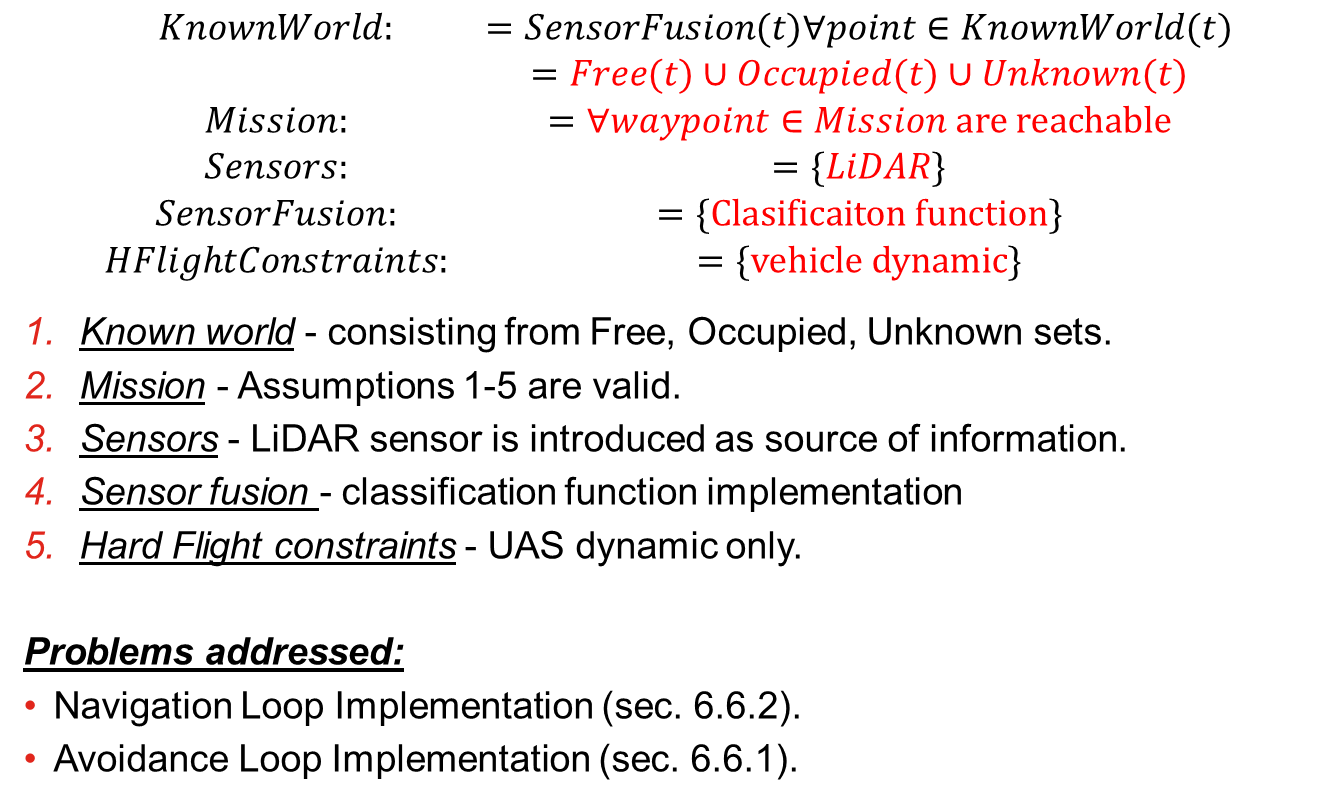 KnownWorld: = SensorFusion(t)∀point ∈ KnownWorld(t)
= Free(t) ∪ Occupied(t) ∪ Unknown(t)
Mission: = ∀waypoint ∈ Mission are reachable
Sensors: = {LiDAR}
SensorFusion: = {Clasificaiton function}
HFlightConstraints: = {vehicle dynamic}
1. Known world - consisting from Free, Occupied, Unknown sets.
2. Mission - Assumptions 1-5 are valid.
3. Sensors - LiDAR sensor is introduced as source of information.
4. Sensor fusion - classification function implementation
5. Hard Flight constraints - UAS dynamic only.
Problems addressed:
• Navigation Loop Implementation (sec. 6.6.2).
• Avoidance Loop Implementation (sec. 6.6.1).